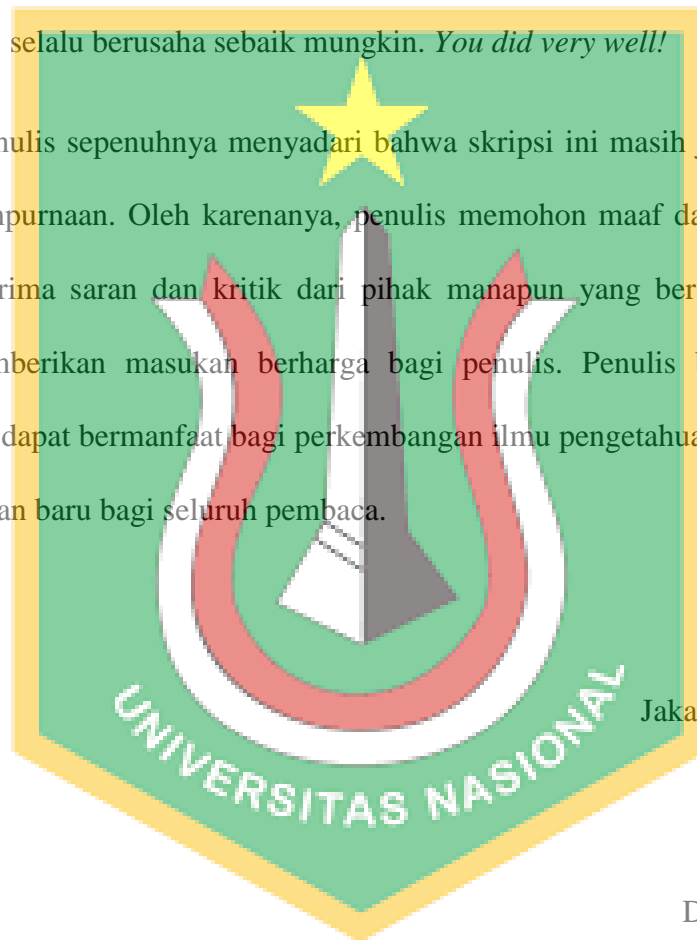 selalu berusaha sebaik mungkin. You did very well!
nulis sepenuhnya menyadari bahwa skripsi ini masih
purnaan. Oleh karenanya, penulis memohon maaf da
rima saran dan kritik dari pihak manapun yang ber
berikan masukan berharga bagi penulis. Penulis
dapat bermanfaat bagi perkembangan ilmu pengetahua
an baru bagi seluruh pembaca.
Jaka
UNIVERSITAS NASIONAL
D